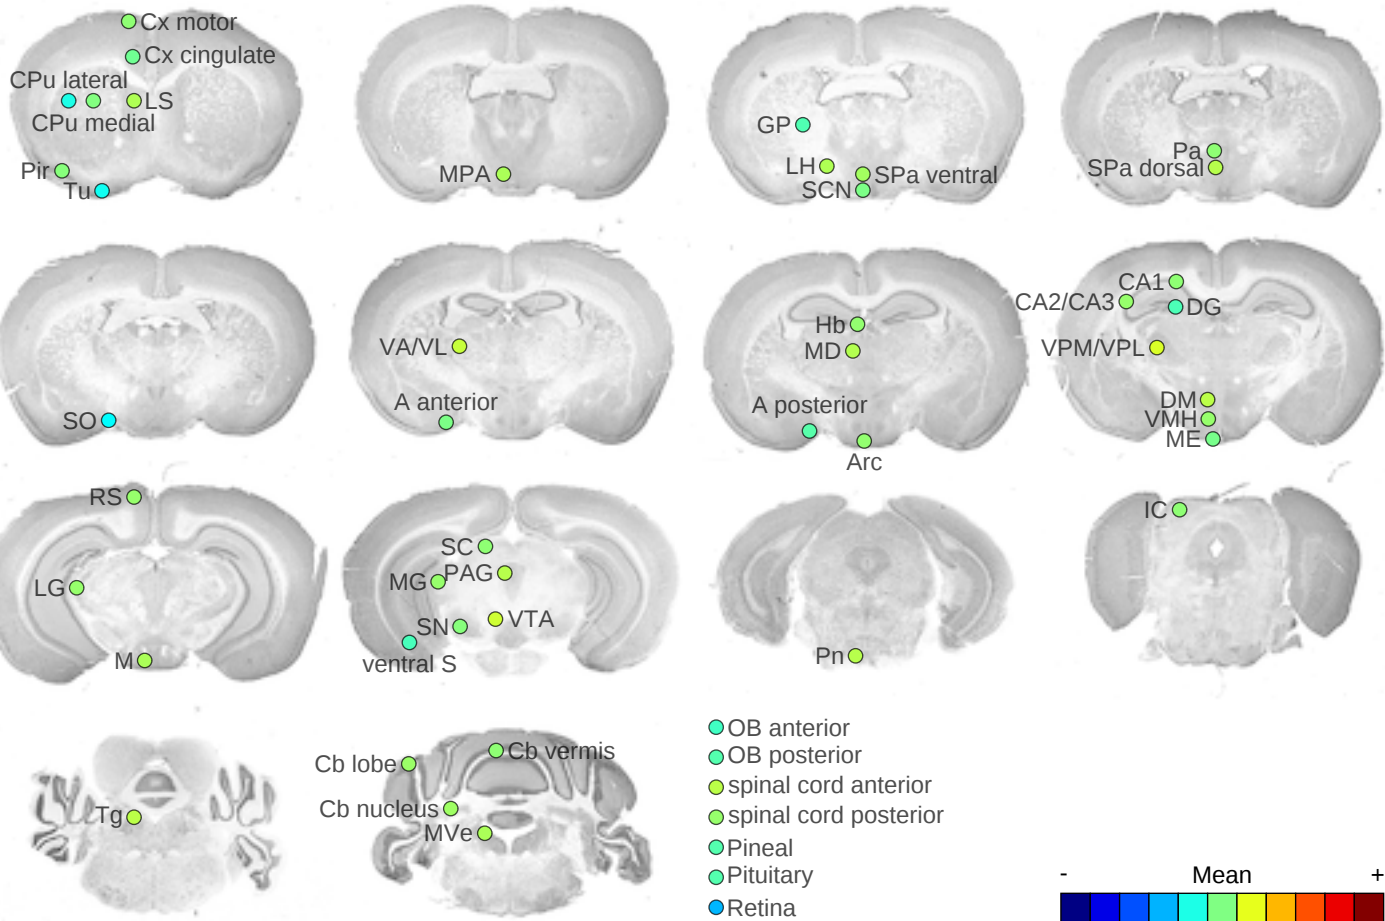 Cx motor
Cx cingulate
CPu lateral
LS
CPu medial
Pir
Tu
MPA
GP
LH
SPa ventral
SCN
Pa
SPa dorsal
SO
VA/VL
A anterior
Hb
MD
A posterior
Arc
CA1
CA2/CA3
DG
VPM/VPL
DM
VMH
ME
RS
LG
M
SC
MG
PAG
SN
VTA
ventral S
Pn
IC
Tg
Cb vermis
Cb lobe
Cb nucleus
MVe
OB anterior
OB posterior
spinal cord anterior
spinal cord posterior
Pineal
Pituitary
Retina
- Mean +